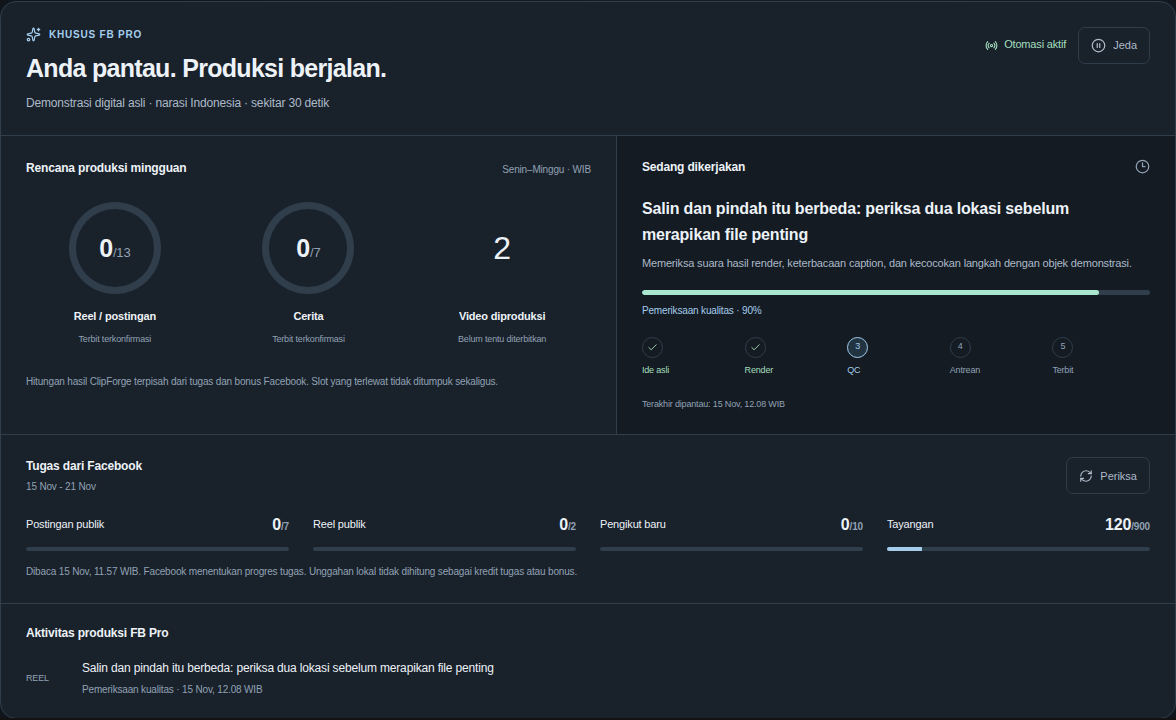 KHUSUS FB PRO
Anda pantau. Produksi berjalan.
Demonstrasi digital asli · narasi Indonesia · sekitar 30 detik
Otomasi aktif
Jeda
Rencana produksi mingguan
Senin–Minggu · WIB
0/13
0/7
2
Reel / postingan
Cerita
Video diproduksi
Terbit terkonfirmasi
Terbit terkonfirmasi
Belum tentu diterbitkan
Hitungan hasil ClipForge terpisah dari tugas dan bonus Facebook. Slot yang terlewat tidak ditumpuk sekaligus.
Sedang dikerjakan
Salin dan pindah itu berbeda: periksa dua lokasi sebelum
merapikan file penting
Memeriksa suara hasil render, keterbacaan caption, dan kecocokan langkah dengan objek demonstrasi.
Pemeriksaan kualitas · 90%
3
4
5
Ide asli
Render
QC
Antrean
Terbit
Terakhir dipantau: 15 Nov, 12.08 WIB
Tugas dari Facebook
15 Nov - 21 Nov
Periksa
Postingan publik
0/7
Reel publik
0/2
Pengikut baru
0/10
Tayangan
120/900
Dibaca 15 Nov, 11.57 WIB. Facebook menentukan progres tugas. Unggahan lokal tidak dihitung sebagai kredit tugas atau bonus.
Aktivitas produksi FB Pro
REEL
Salin dan pindah itu berbeda: periksa dua lokasi sebelum merapikan file penting
Pemeriksaan kualitas · 15 Nov, 12.08 WIB